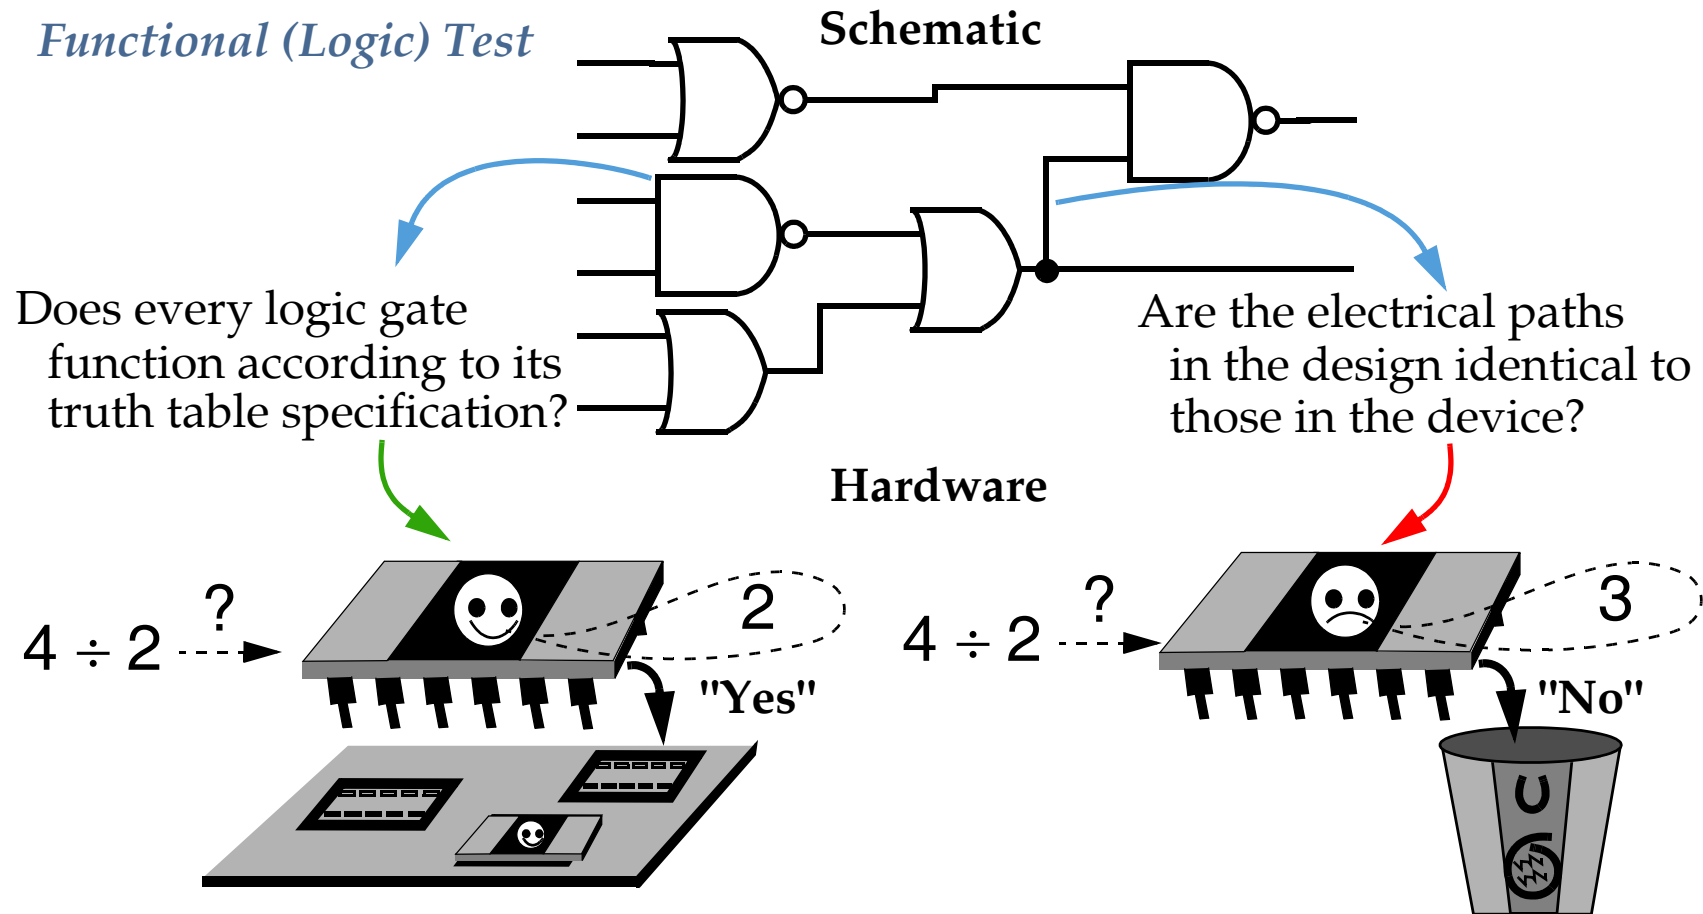 Functional (Logic) Test
Schematic
Does every logic gate
function according to its
truth table specification?
Are the electrical paths
in the design identical to
those in the device?
Hardware
4 ÷ 2
?
2
"Yes"
4 ÷ 2
?
3
"No"